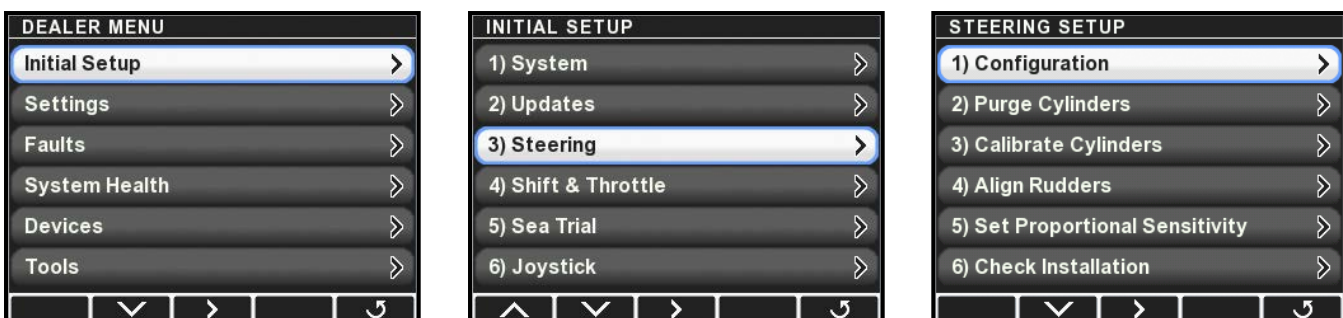 DEALER MENU
Initial Setup
Settings
Faults
System Health
Devices
Tools
INITIAL SETUP
1) System
2) Updates
3) Steering
4) Shift & Throttle
5) Sea Trial
6) Joystick
STEERING SETUP
1) Configuration
2) Purge Cylinders
3) Calibrate Cylinders
4) Align Rudders
5) Set Proportional Sensitivity
6) Check Installation